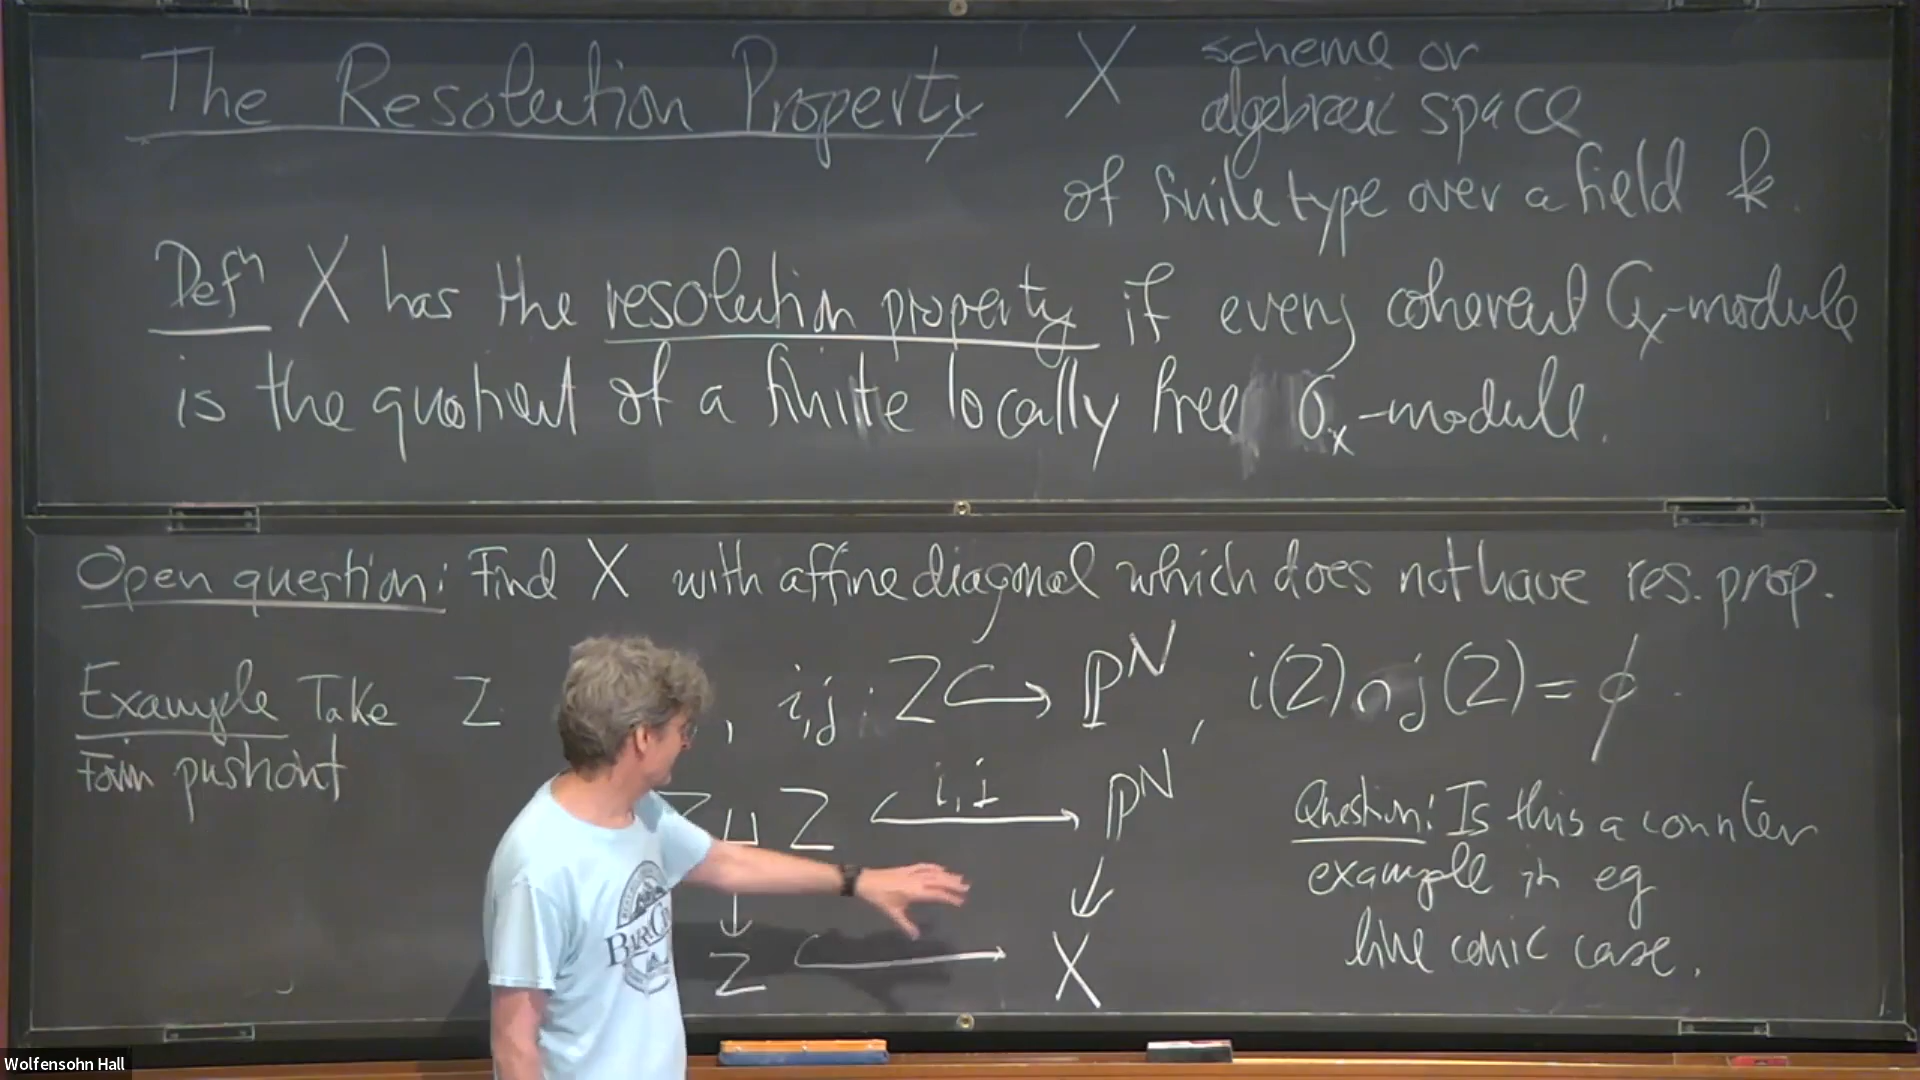 The Resolution Property
X scheme or
algebraic space
of finite type over a field k.
Defⁿ X has the resolution property if every coherent O_X-module
is the quotient of a finite locally free O_X-module.
Open question: Find X with affine diagonal which does not have res. prop.
Example Take Z , i,j : Z ↪ P^N , i(Z) ∩ j(Z) = ϕ .
Form pushout
Z ⊔ Z ↪ i,j P^N
↓ ↓
Z ↪ X
Question: Is this a counter
example in eg
line conic case.
Wolfensohn Hall